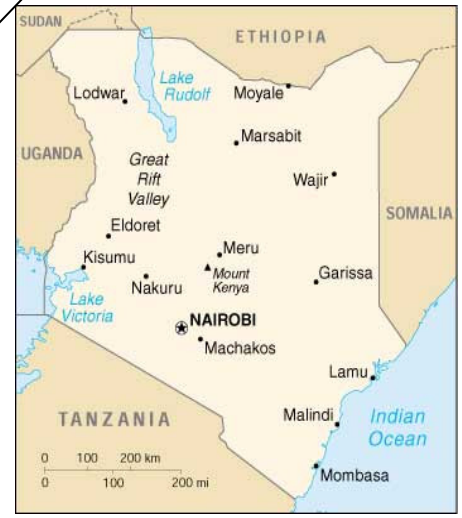 SUDAN
ETHIOPIA
Lake
Rudolf
Lodwar
Moyale
Marsabit
UGANDA
Great
Rift
Valley
Wajir
SOMALIA
Eldoret
Kisumu
Meru
Mount
Kenya
Garissa
Nakuru
Lake
Victoria
NAIROBI
Machakos
Lamu
TANZANIA
Malindi
Indian
Ocean
0 100 200 km
0 100 200 mi
Mombasa